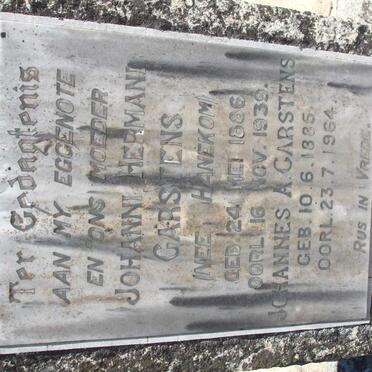 Ter Gedagtenis
AAN MY EGGENOTE
EN ONS MOEDER
JOHANNA HERMANI
CARSTENS
(NEE HANEKOM)
GEB. 24 MEI 1886
OORL. 16 NOV. 1939.
JOHANNES A. CARSTENS
GEB. 10.6.1885.
OORL. 23.7.1964.
RUS IN VREDE.